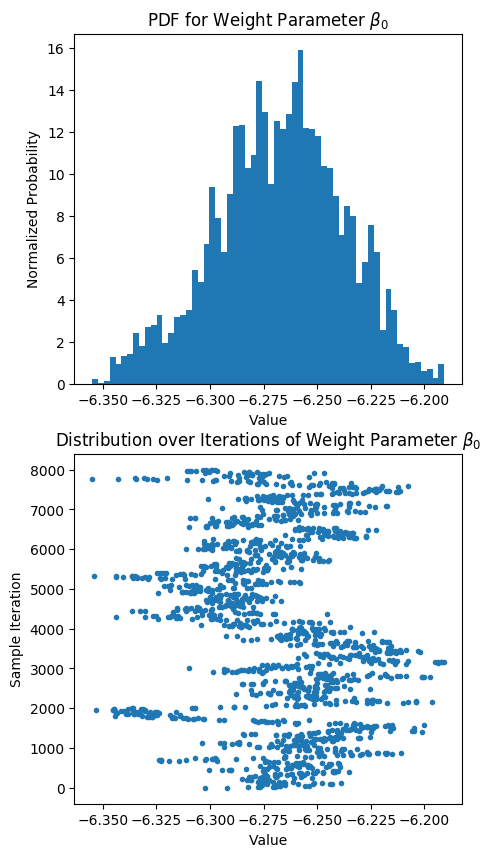 PDF for Weight Parameter β₀
Normalized Probability
16
14
12
10
8
6
4
2
0
−6.350 −6.325 −6.300 −6.275 −6.250 −6.225 −6.200
Value
Distribution over Iterations of Weight Parameter β₀
Sample Iteration
8000
7000
6000
5000
4000
3000
2000
1000
0
−6.350 −6.325 −6.300 −6.275 −6.250 −6.225 −6.200
Value